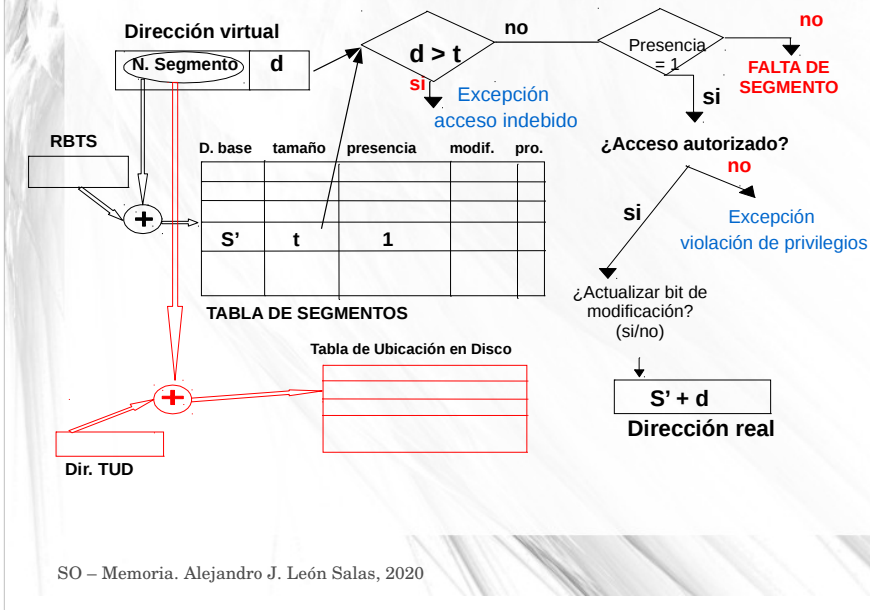 Dirección virtual
N. Segmento
d
d > t
no
si
Excepción
acceso indebido
Presencia
= 1
no
FALTA DE
SEGMENTO
si
RBTS
D. base
tamaño
presencia
modif.
pro.
¿Acceso autorizado?
no
si
Excepción
violación de privilegios
+
S'
t
1
TABLA DE SEGMENTOS
¿Actualizar bit de
modificación?
(si/no)
Tabla de Ubicación en Disco
+
S' + d
Dirección real
Dir. TUD
SO – Memoria. Alejandro J. León Salas, 2020